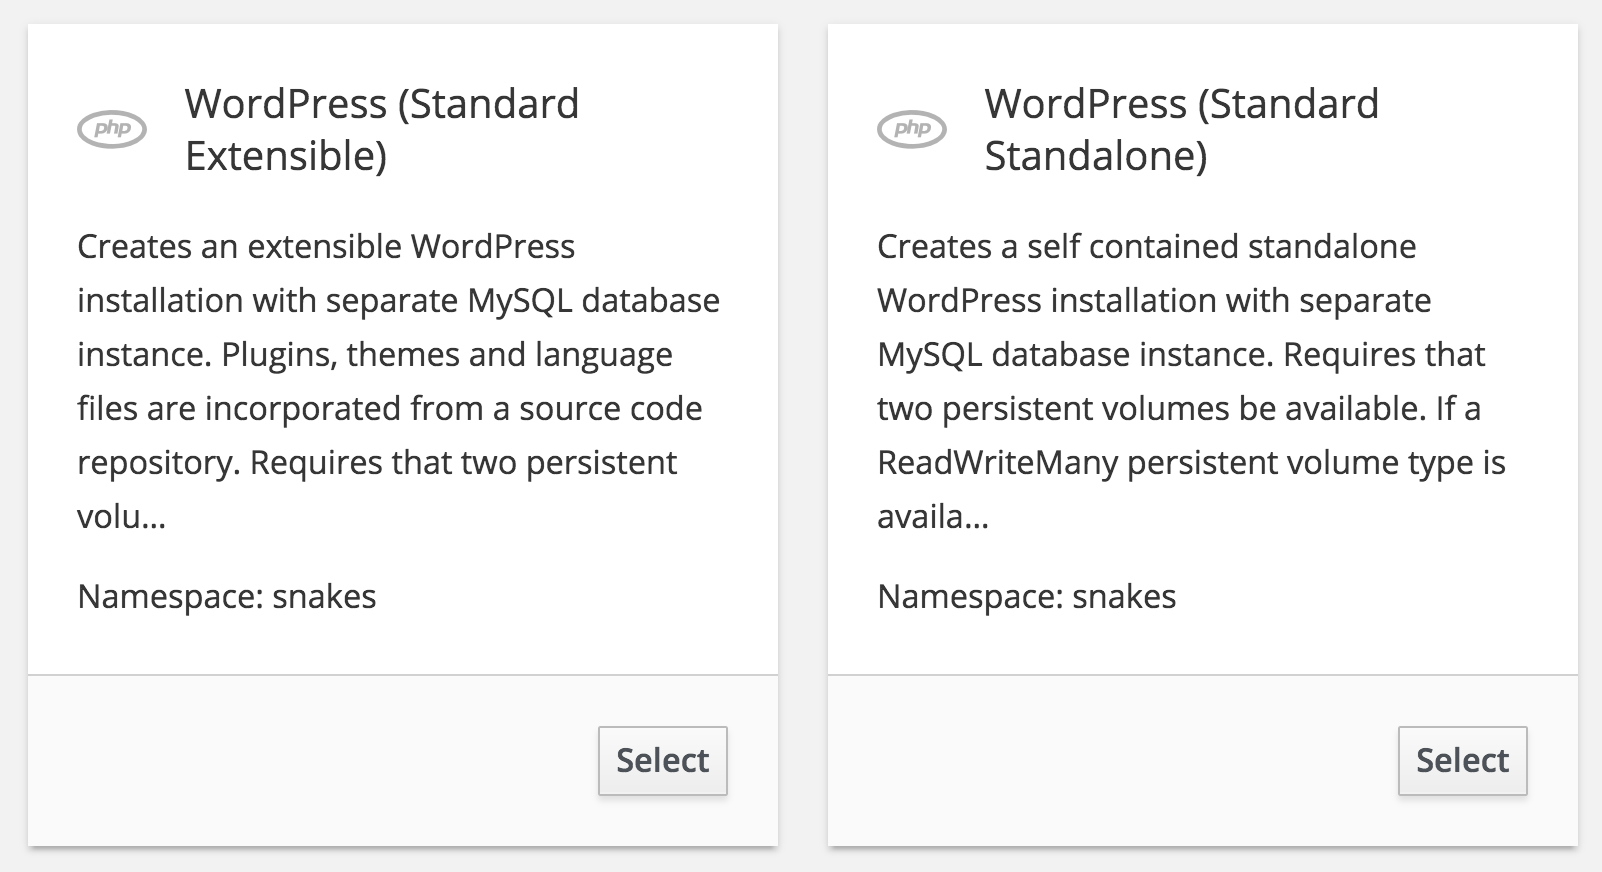 php
WordPress (Standard
Extensible)
Creates an extensible WordPress
installation with separate MySQL database
instance. Plugins, themes and language
files are incorporated from a source code
repository. Requires that two persistent
volu...
Namespace: snakes
Select
php
WordPress (Standard
Standalone)
Creates a self contained standalone
WordPress installation with separate
MySQL database instance. Requires that
two persistent volumes be available. If a
ReadWriteMany persistent volume type is
availa...
Namespace: snakes
Select